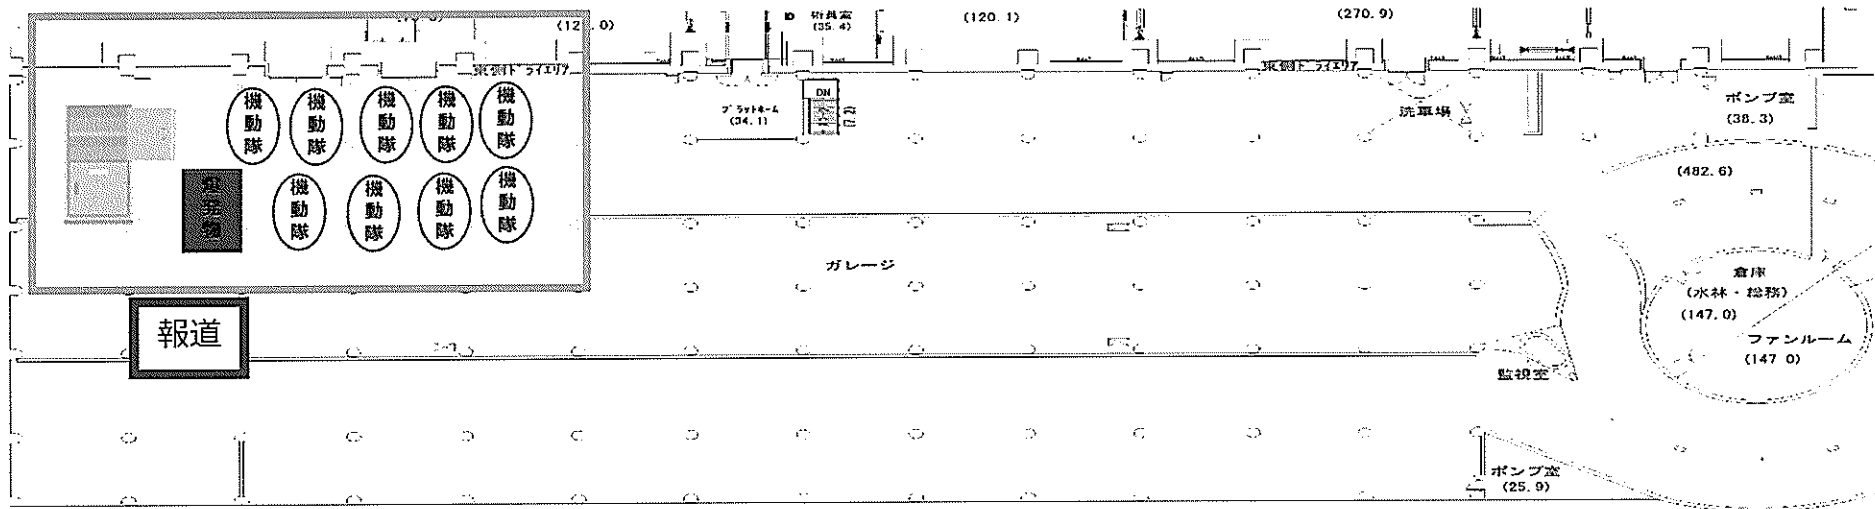 (120.1)
(270.9)
(35.4)
東側ドライエリア
東側ドライエリア
DN
プラットホーム
(34.1)
(7.2)
洗車場
ポンプ室
(38.3)
機動隊
機動隊
機動隊
機動隊
機動隊
機動隊
機動隊
機動隊
機動隊
(482.6)
ガレージ
倉庫
(水林・総務)
(147.0)
ファンルーム
(147 0)
報道
監視室
ポンプ室
(25.9)